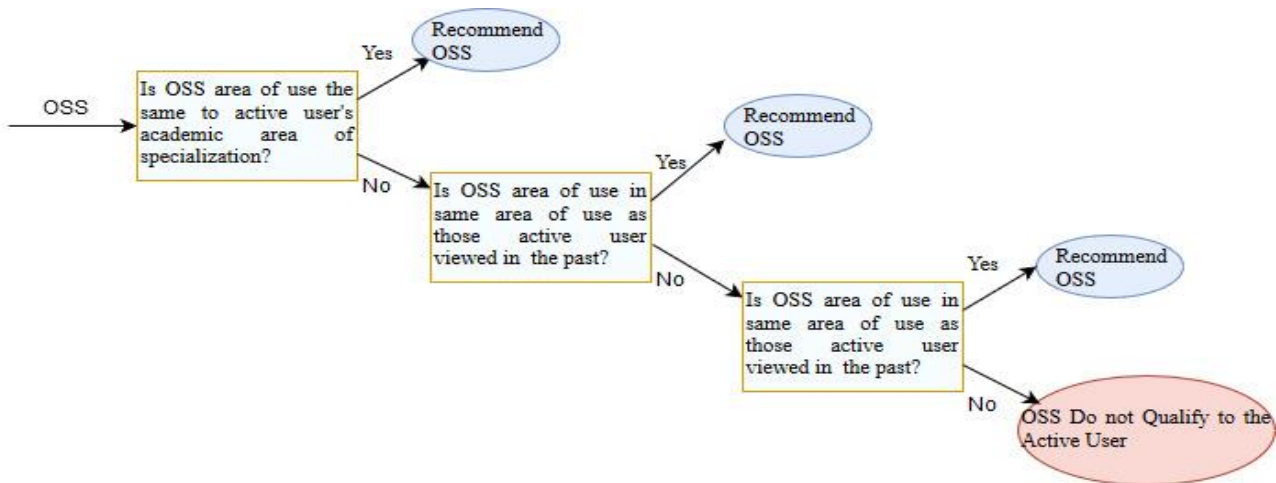 Recommend
OSS
Yes
OSS
Is OSS area of use the
same to active user's
academic area of
specialization?
No
Recommend
OSS
Yes
Is OSS area of use in
same area of use as
those active user
viewed in the past?
No
Recommend
OSS
Yes
Is OSS area of use in
same area of use as
those active user
viewed in the past?
No
OSS Do not Qualify to the
Active User